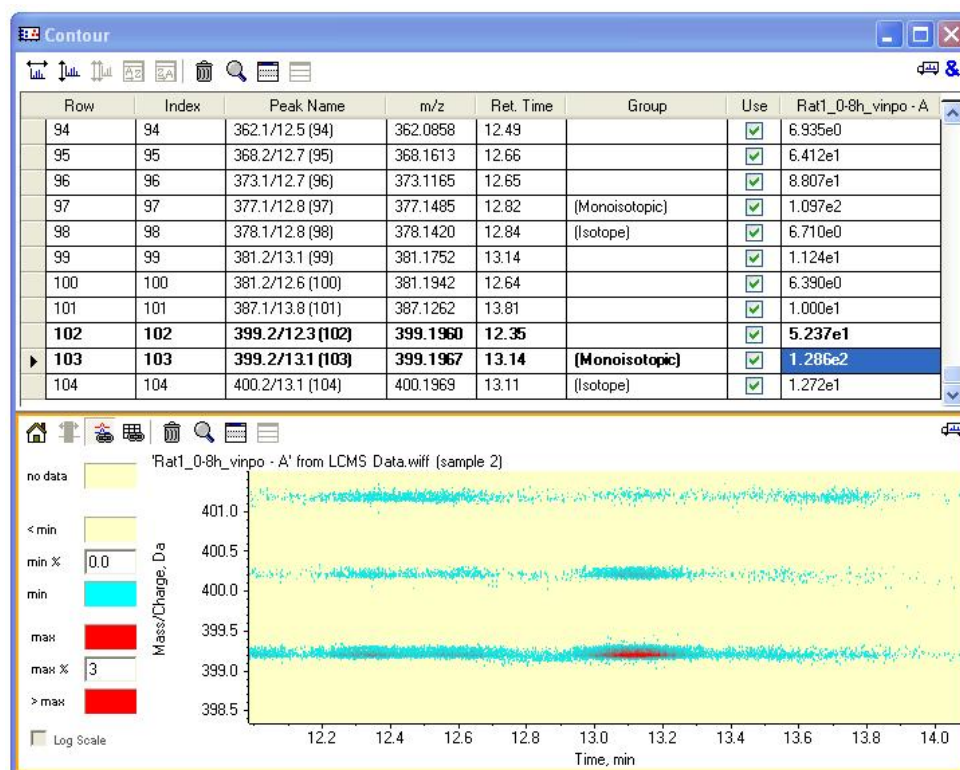 Contour
Row Index Peak Name m/z Ret. Time Group Use Rat1_0-8h_vinpo - A
94 94 362.1/12.5 (94) 362.0858 12.49 6.935e0
95 95 368.2/12.7 (95) 368.1613 12.66 6.412e1
96 96 373.1/12.7 (96) 373.1165 12.65 8.807e1
97 97 377.1/12.8 (97) 377.1485 12.82 (Monoisotopic) 1.097e2
98 98 378.1/12.8 (98) 378.1420 12.84 (Isotope) 6.710e0
99 99 381.2/13.1 (99) 381.1752 13.14 1.124e1
100 100 381.2/12.6 (100) 381.1942 12.64 6.390e0
101 101 387.1/13.8 (101) 387.1262 13.81 1.000e1
102 102 399.2/12.3 (102) 399.1960 12.35 5.237e1
103 103 399.2/13.1 (103) 399.1967 13.14 (Monoisotopic) 1.286e2
104 104 400.2/13.1 (104) 400.1969 13.11 (Isotope) 1.272e1
'Rat1_0-8h_vinpo - A' from LCMS Data.wiff (sample 2)
no data
< min
min % 0.0
min
max
max % 3
> max
Log Scale
Mass/Charge, Da
401.0
400.5
400.0
399.5
399.0
398.5
12.2 12.4 12.6 12.8 13.0 13.2 13.4 13.6 13.8 14.0
Time, min